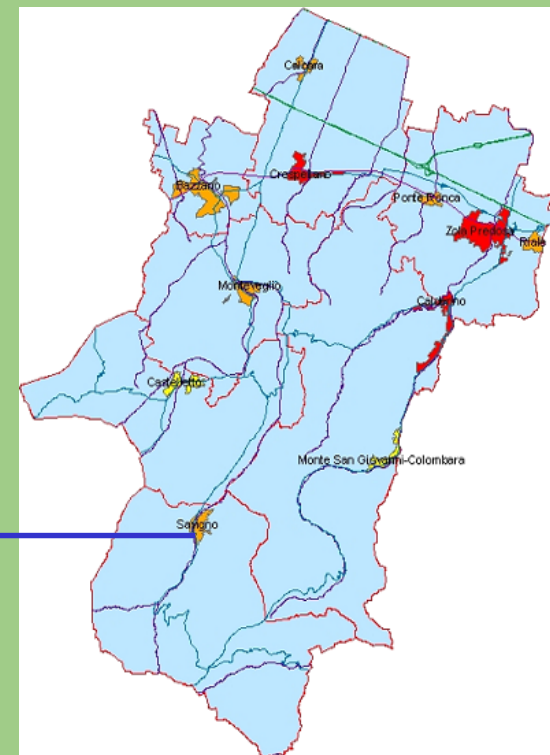 Calcara
Crespellano
Bazzano
Ponte Ronca
Zola Predosa
Riale
Monteveglio
Calderino
Castelletto
Monte San Giovanni-Colombara
Savigno